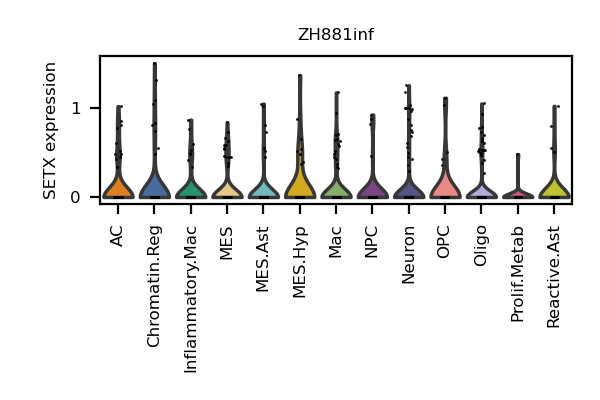 ZH881inf
SETX expression
1
0
AC
Chromatin.Reg
Inflammatory.Mac
MES
MES.Ast
MES.Hyp
Mac
NPC
Neuron
OPC
Oligo
Prolif.Metab
Reactive.Ast